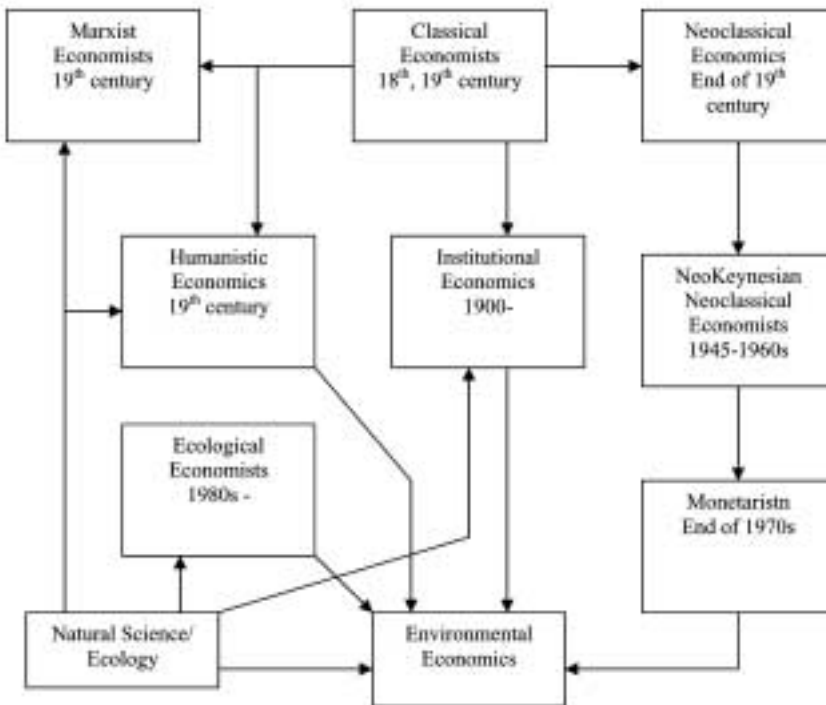 Marxist
Economists
19th century
Classical
Economists
18th, 19th century
Neoclassical
Economics
End of 19th
century
Humanistic
Economics
19th century
Institutional
Economics
1900-
NeoKeynesian
Neoclassical
Economists
1945-1960s
Ecological
Economists
1980s -
Monetaristn
End of 1970s
Natural Science/
Ecology
Environmental
Economics